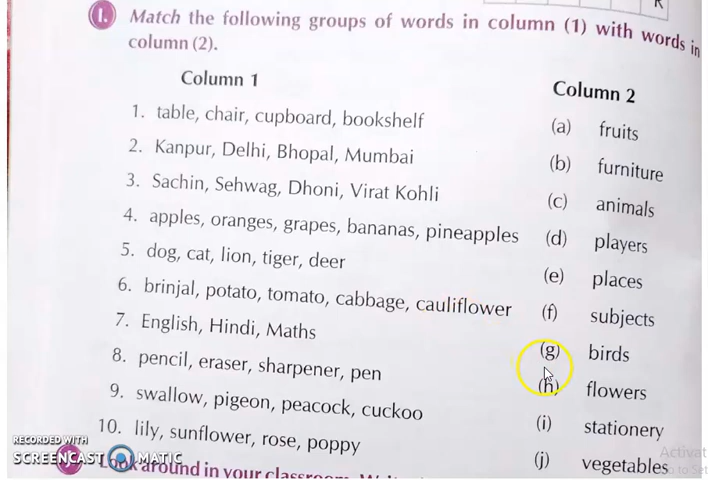 R
I. Match the following groups of words in column (1) with words in
column (2).
Column 1 Column 2
1. table, chair, cupboard, bookshelf (a) fruits
2. Kanpur, Delhi, Bhopal, Mumbai (b) furniture
3. Sachin, Sehwag, Dhoni, Virat Kohli (c) animals
4. apples, oranges, grapes, bananas, pineapples (d) players
5. dog, cat, lion, tiger, deer (e) places
6. brinjal, potato, tomato, cabbage, cauliflower (f) subjects
7. English, Hindi, Maths (g) birds
8. pencil, eraser, sharpener, pen (h) flowers
9. swallow, pigeon, peacock, cuckoo (i) stationery
10. lily, sunflower, rose, poppy (j) vegetables
RECORDED WITH
SCREENCAST MATIC
Look around in your classroom.
Activat
to Set